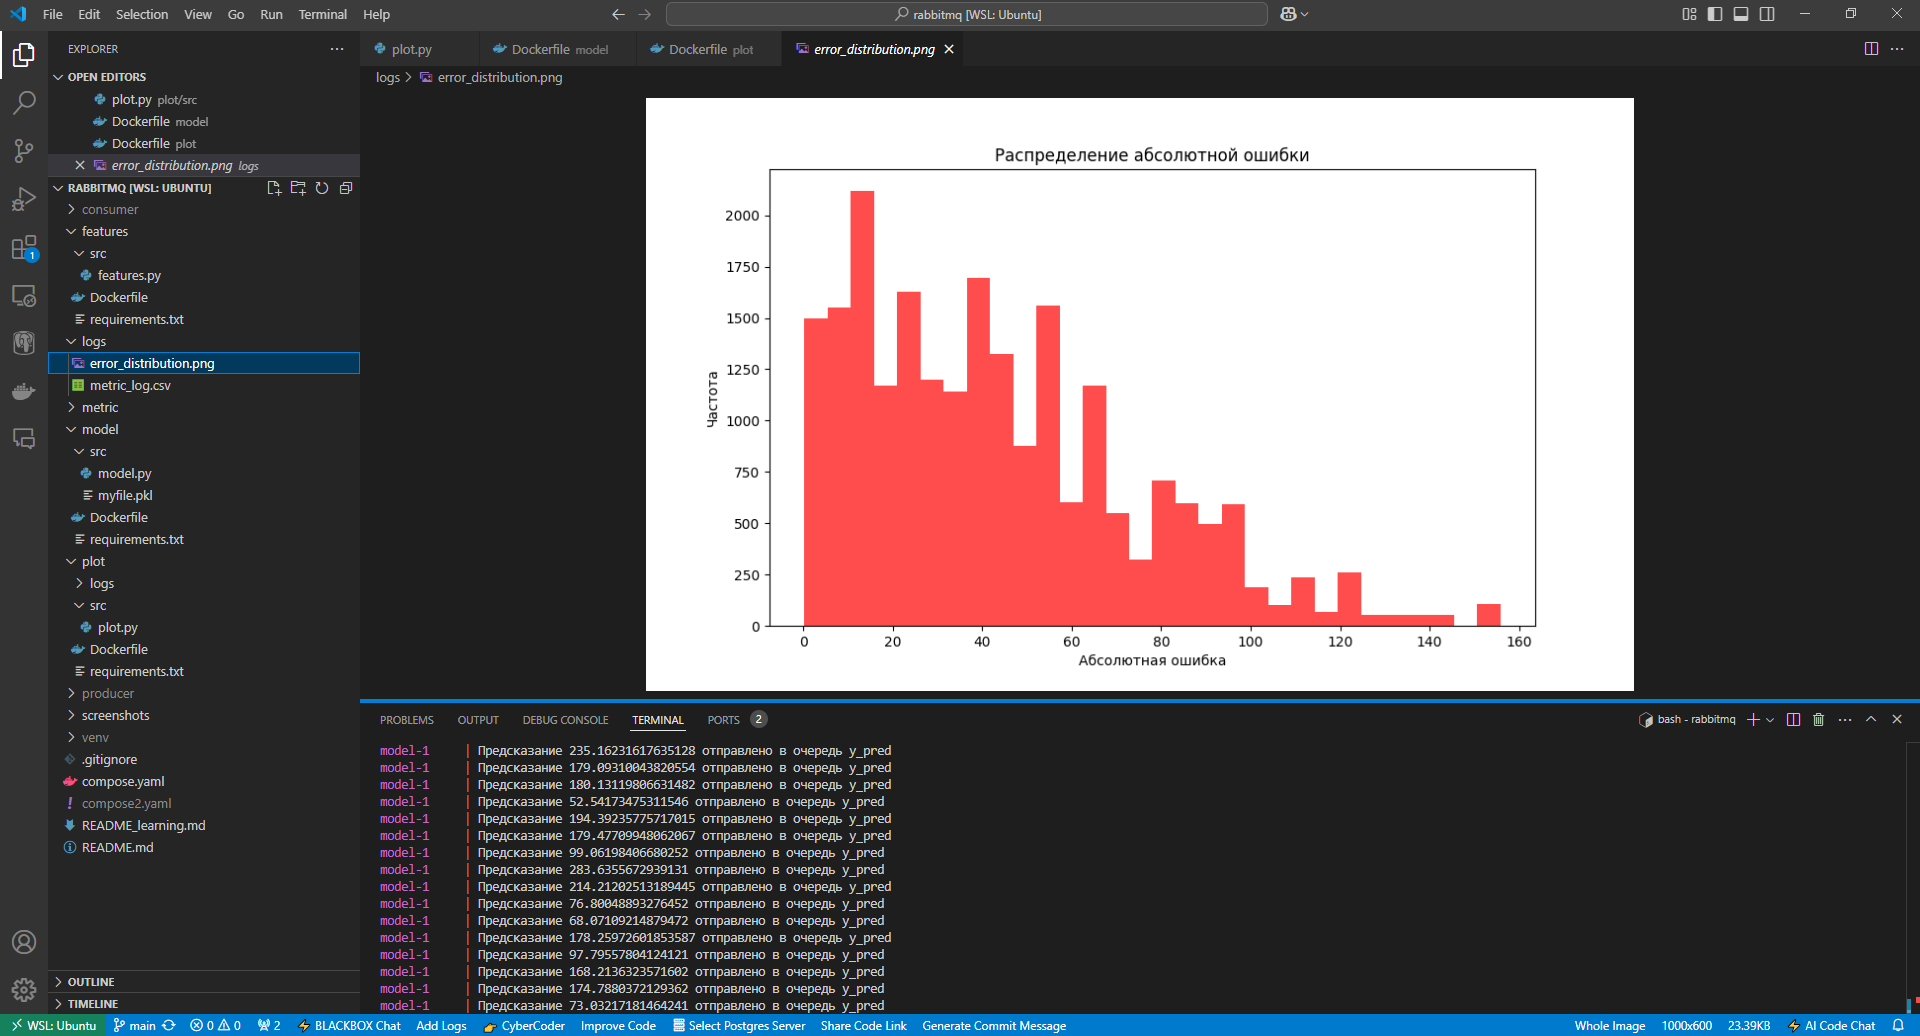 File Edit Selection View Go Run Terminal Help
rabbitmq [WSL: Ubuntu]
EXPLORER
OPEN EDITORS
plot.py plot/src
Dockerfile model
Dockerfile plot
error_distribution.png logs
RABBITMQ [WSL: UBUNTU]
consumer
features
src
features.py
Dockerfile
requirements.txt
logs
error_distribution.png
metric_log.csv
metric
model
src
model.py
myfile.pkl
Dockerfile
requirements.txt
plot
logs
src
plot.py
Dockerfile
requirements.txt
producer
screenshots
venv
.gitignore
compose.yaml
compose2.yaml
README_learning.md
README.md
OUTLINE
TIMELINE
1
plot.py
Dockerfile model
Dockerfile plot
error_distribution.png
logs > error_distribution.png
Распределение абсолютной ошибки
Частота
2000
1750
1500
1250
1000
750
500
250
0
0 20 40 60 80 100 120 140 160
Абсолютная ошибка
PROBLEMS OUTPUT DEBUG CONSOLE TERMINAL PORTS 2
bash - rabbitmq
model-1 | Предсказание 235.16231617635128 отправлено в очередь y_pred
model-1 | Предсказание 179.09310043820554 отправлено в очередь y_pred
model-1 | Предсказание 180.13119806631482 отправлено в очередь y_pred
model-1 | Предсказание 52.54173475311546 отправлено в очередь y_pred
model-1 | Предсказание 194.39235775717015 отправлено в очередь y_pred
model-1 | Предсказание 179.47709948062067 отправлено в очередь y_pred
model-1 | Предсказание 99.06198406680252 отправлено в очередь y_pred
model-1 | Предсказание 283.6355672939131 отправлено в очередь y_pred
model-1 | Предсказание 214.21202513189445 отправлено в очередь y_pred
model-1 | Предсказание 76.80048893276452 отправлено в очередь y_pred
model-1 | Предсказание 68.07109214879472 отправлено в очередь y_pred
model-1 | Предсказание 178.25972601853587 отправлено в очередь y_pred
model-1 | Предсказание 97.79557804124121 отправлено в очередь y_pred
model-1 | Предсказание 168.2136323571602 отправлено в очередь y_pred
model-1 | Предсказание 174.7880372129362 отправлено в очередь y_pred
model-1 | Предсказание 73.03217181464241 отправлено в очередь y_pred
WSL: Ubuntu main 0 0 2 BLACKBOX Chat Add Logs CyberCoder Improve Code Select Postgres Server Share Code Link Generate Commit Message Whole Image 1000x600 23.39KB AI Code Chat